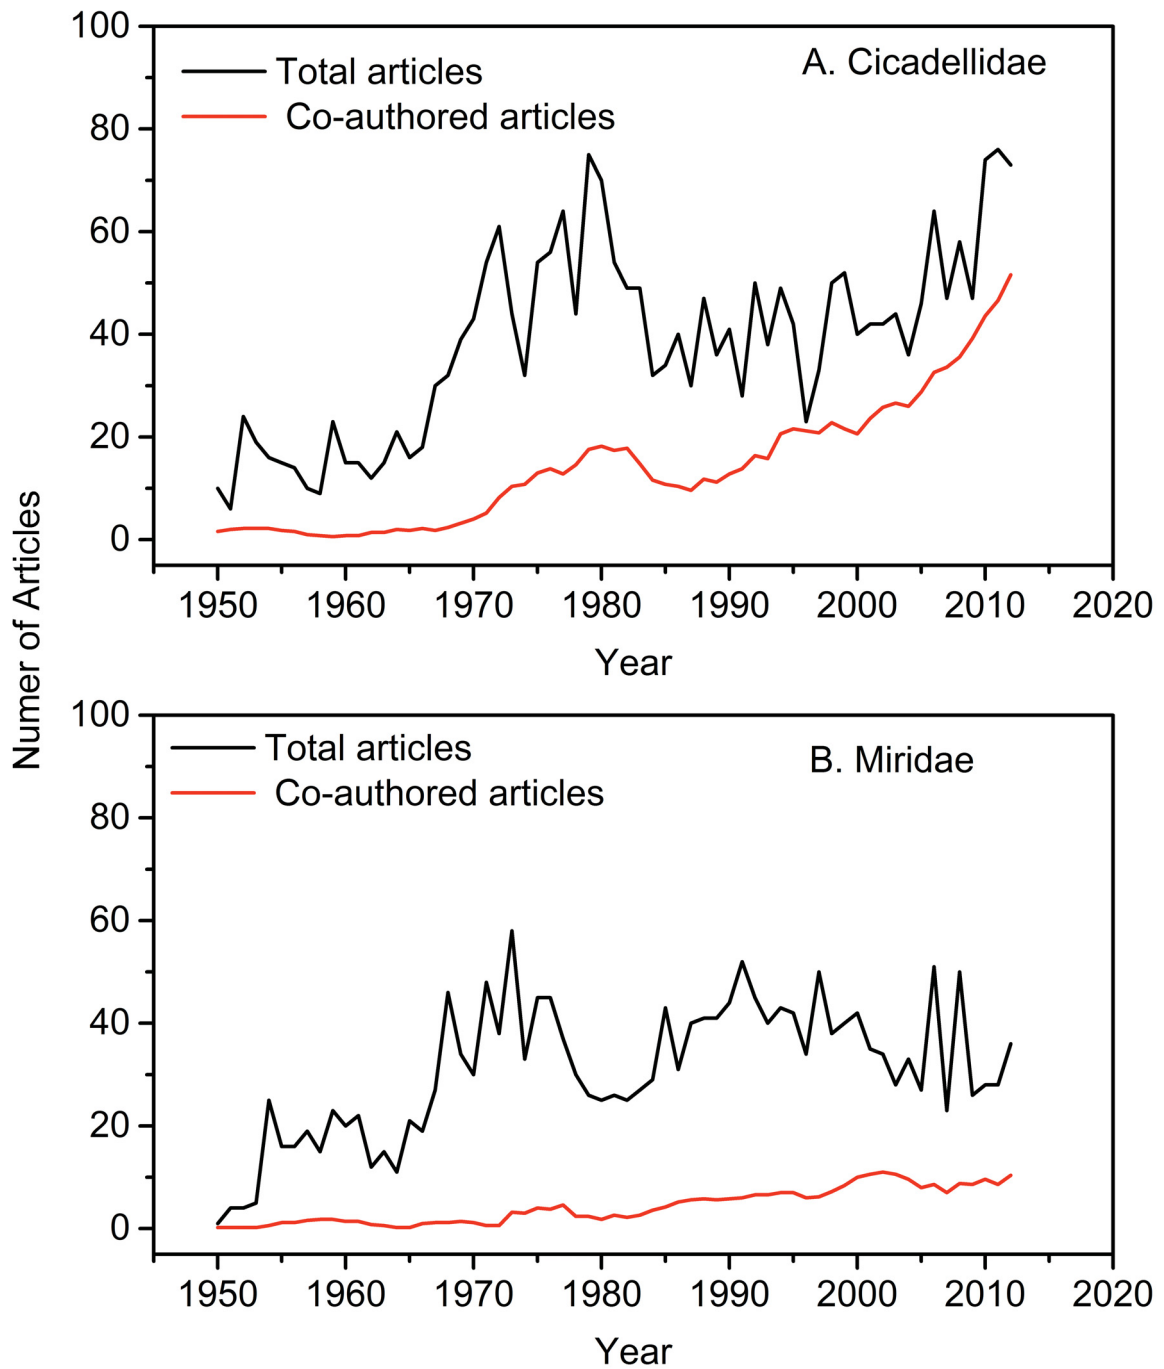 Numer of Articles
100
80
60
40
20
0
Total articles
Co-authored articles
A. Cicadellidae
1950 1960 1970 1980 1990 2000 2010 2020
Year
100
80
60
40
20
0
Total articles
Co-authored articles
B. Miridae
1950 1960 1970 1980 1990 2000 2010 2020
Year